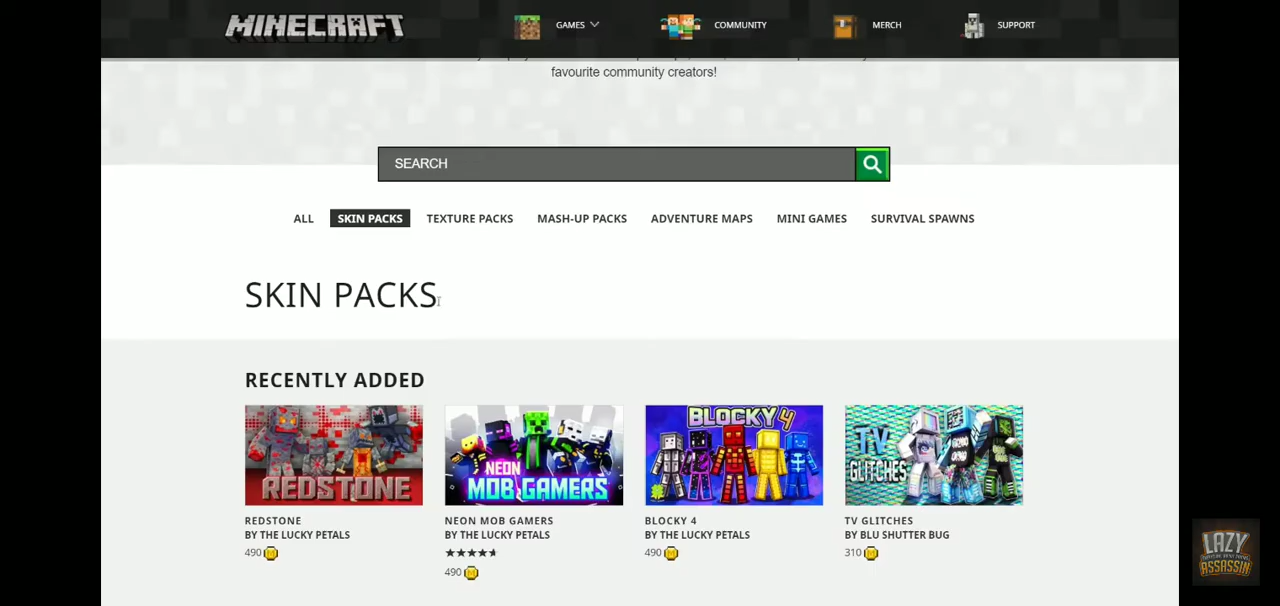 MINECRAFT
GAMES
COMMUNITY
MERCH
SUPPORT
favourite community creators!
SEARCH
ALL
SKIN PACKS
TEXTURE PACKS
MASH-UP PACKS
ADVENTURE MAPS
MINI GAMES
SURVIVAL SPAWNS
SKIN PACKS
RECENTLY ADDED
REDSTONE
NEON
MOB GAMERS
BLOCKY 4
TV
GLITCHES
REDSTONE
BY THE LUCKY PETALS
490
NEON MOB GAMERS
BY THE LUCKY PETALS
490
BLOCKY 4
BY THE LUCKY PETALS
490
TV GLITCHES
BY BLU SHUTTER BUG
310
LAZY
ASSASSIN